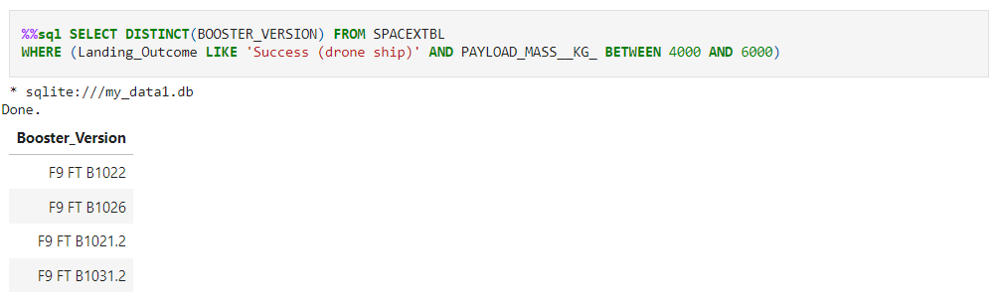 %%sql SELECT DISTINCT(BOOSTER_VERSION) FROM SPACEXTBL
WHERE (Landing_Outcome LIKE 'Success (drone ship)' AND PAYLOAD_MASS__KG_ BETWEEN 4000 AND 6000)
* sqlite:///my_data1.db
Done.
Booster_Version
F9 FT B1022
F9 FT B1026
F9 FT B1021.2
F9 FT B1031.2